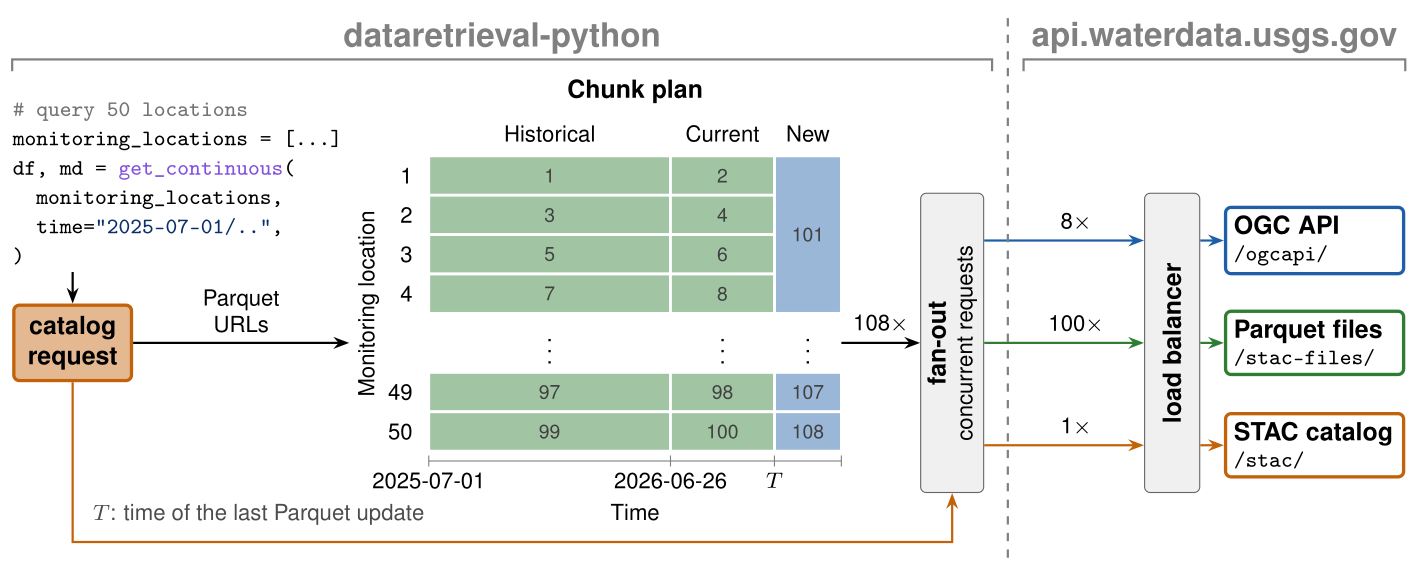 dataretrieval-python
api.waterdata.usgs.gov
# query 50 locations
monitoring_locations = [...]
df, md = get_continuous(
  monitoring_locations,
  time="2025-07-01/..",
)
catalog
request
Parquet
URLs
Chunk plan
Historical Current New
Monitoring location
1 1 2
2 3 4
101
3 5 6
4 7 8
⋮ ⋮ ⋮
49 97 98 107
50 99 100 108
2025-07-01 2026-06-26 T
T: time of the last Parquet update
Time
108×
fan-out
concurrent requests
8×
100×
1×
load balancer
OGC API
/ogcapi/
Parquet files
/stac-files/
STAC catalog
/stac/